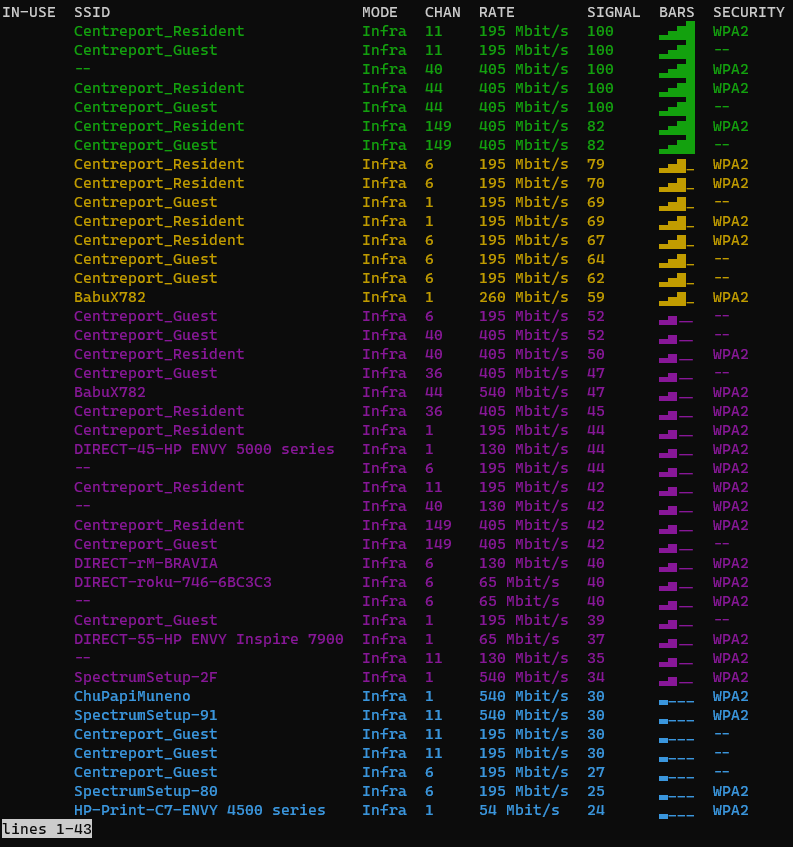 IN-USE SSID MODE CHAN RATE SIGNAL BARS SECURITY
Centreport_Resident Infra 11 195 Mbit/s 100 ▂▄▆█ WPA2
Centreport_Guest Infra 11 195 Mbit/s 100 ▂▄▆█ --
-- Infra 40 405 Mbit/s 100 ▂▄▆█ WPA2
Centreport_Resident Infra 44 405 Mbit/s 100 ▂▄▆█ WPA2
Centreport_Guest Infra 44 405 Mbit/s 100 ▂▄▆█ --
Centreport_Resident Infra 149 405 Mbit/s 82 ▂▄▆█ WPA2
Centreport_Guest Infra 149 405 Mbit/s 82 ▂▄▆█ --
Centreport_Resident Infra 6 195 Mbit/s 79 ▂▄▆_ WPA2
Centreport_Resident Infra 6 195 Mbit/s 70 ▂▄▆_ WPA2
Centreport_Guest Infra 1 195 Mbit/s 69 ▂▄▆_ --
Centreport_Resident Infra 1 195 Mbit/s 69 ▂▄▆_ WPA2
Centreport_Resident Infra 6 195 Mbit/s 67 ▂▄▆_ WPA2
Centreport_Guest Infra 6 195 Mbit/s 64 ▂▄▆_ --
Centreport_Guest Infra 6 195 Mbit/s 62 ▂▄▆_ --
BabuX782 Infra 1 260 Mbit/s 59 ▂▄▆_ WPA2
Centreport_Guest Infra 6 195 Mbit/s 52 ▂▄__ --
Centreport_Guest Infra 40 405 Mbit/s 52 ▂▄__ --
Centreport_Resident Infra 40 405 Mbit/s 50 ▂▄__ WPA2
Centreport_Guest Infra 36 405 Mbit/s 47 ▂▄__ --
BabuX782 Infra 44 540 Mbit/s 47 ▂▄__ WPA2
Centreport_Resident Infra 36 405 Mbit/s 45 ▂▄__ WPA2
Centreport_Resident Infra 1 195 Mbit/s 44 ▂▄__ WPA2
DIRECT-45-HP ENVY 5000 series Infra 1 130 Mbit/s 44 ▂▄__ WPA2
-- Infra 6 195 Mbit/s 44 ▂▄__ WPA2
Centreport_Resident Infra 11 195 Mbit/s 42 ▂▄__ WPA2
-- Infra 40 130 Mbit/s 42 ▂▄__ WPA2
Centreport_Resident Infra 149 405 Mbit/s 42 ▂▄__ WPA2
Centreport_Guest Infra 149 405 Mbit/s 42 ▂▄__ --
DIRECT-rM-BRAVIA Infra 6 130 Mbit/s 40 ▂▄__ WPA2
DIRECT-roku-746-6BC3C3 Infra 6 65 Mbit/s 40 ▂▄__ WPA2
-- Infra 6 65 Mbit/s 40 ▂▄__ WPA2
Centreport_Guest Infra 1 195 Mbit/s 39 ▂▄__ --
DIRECT-55-HP ENVY Inspire 7900 Infra 1 65 Mbit/s 37 ▂▄__ WPA2
-- Infra 11 130 Mbit/s 35 ▂▄__ WPA2
SpectrumSetup-2F Infra 1 540 Mbit/s 34 ▂▄__ WPA2
ChuPapiMuneno Infra 1 540 Mbit/s 30 ▂___ WPA2
SpectrumSetup-91 Infra 11 540 Mbit/s 30 ▂___ WPA2
Centreport_Guest Infra 11 195 Mbit/s 30 ▂___ --
Centreport_Guest Infra 11 195 Mbit/s 30 ▂___ --
Centreport_Guest Infra 6 195 Mbit/s 27 ▂___ --
SpectrumSetup-80 Infra 6 195 Mbit/s 25 ▂___ WPA2
HP-Print-C7-ENVY 4500 series Infra 1 54 Mbit/s 24 ▂___ WPA2
lines 1-43